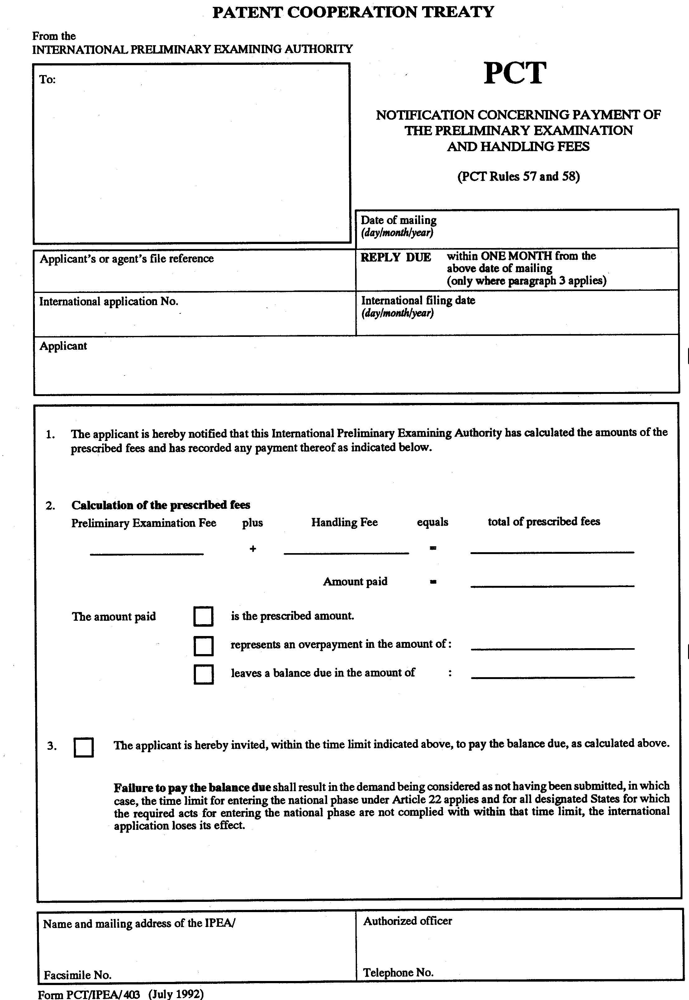 PATENT COOPERATION TREATY
From the
INTERNATIONAL PRELIMINARY EXAMINING AUTHORITY
To:
PCT
NOTIFICATION CONCERNING PAYMENT OF
THE PRELIMINARY EXAMINATION
AND HANDLING FEES
(PCT Rules 57 and 58)
Date of mailing
(day/month/year)
Applicant's or agent's file reference
REPLY DUE within ONE MONTH from the
above date of mailing
(only where paragraph 3 applies)
International application No.
International filing date
(day/month/year)
Applicant
1. The applicant is hereby notified that this International Preliminary Examining Authority has calculated the amounts of the
prescribed fees and has recorded any payment thereof as indicated below.
2. Calculation of the prescribed fees
Preliminary Examination Fee plus Handling Fee equals total of prescribed fees
+ =
Amount paid =
The amount paid is the prescribed amount.
represents an overpayment in the amount of :
leaves a balance due in the amount of :
3. The applicant is hereby invited, within the time limit indicated above, to pay the balance due, as calculated above.
Failure to pay the balance due shall result in the demand being considered as not having been submitted, in which
case, the time limit for entering the national phase under Article 22 applies and for all designated States for which
the required acts for entering the national phase are not complied with within that time limit, the international
application loses its effect.
Name and mailing address of the IPEA/
Authorized officer
Facsimile No.
Telephone No.
Form PCT/IPEA/403 (July 1992)